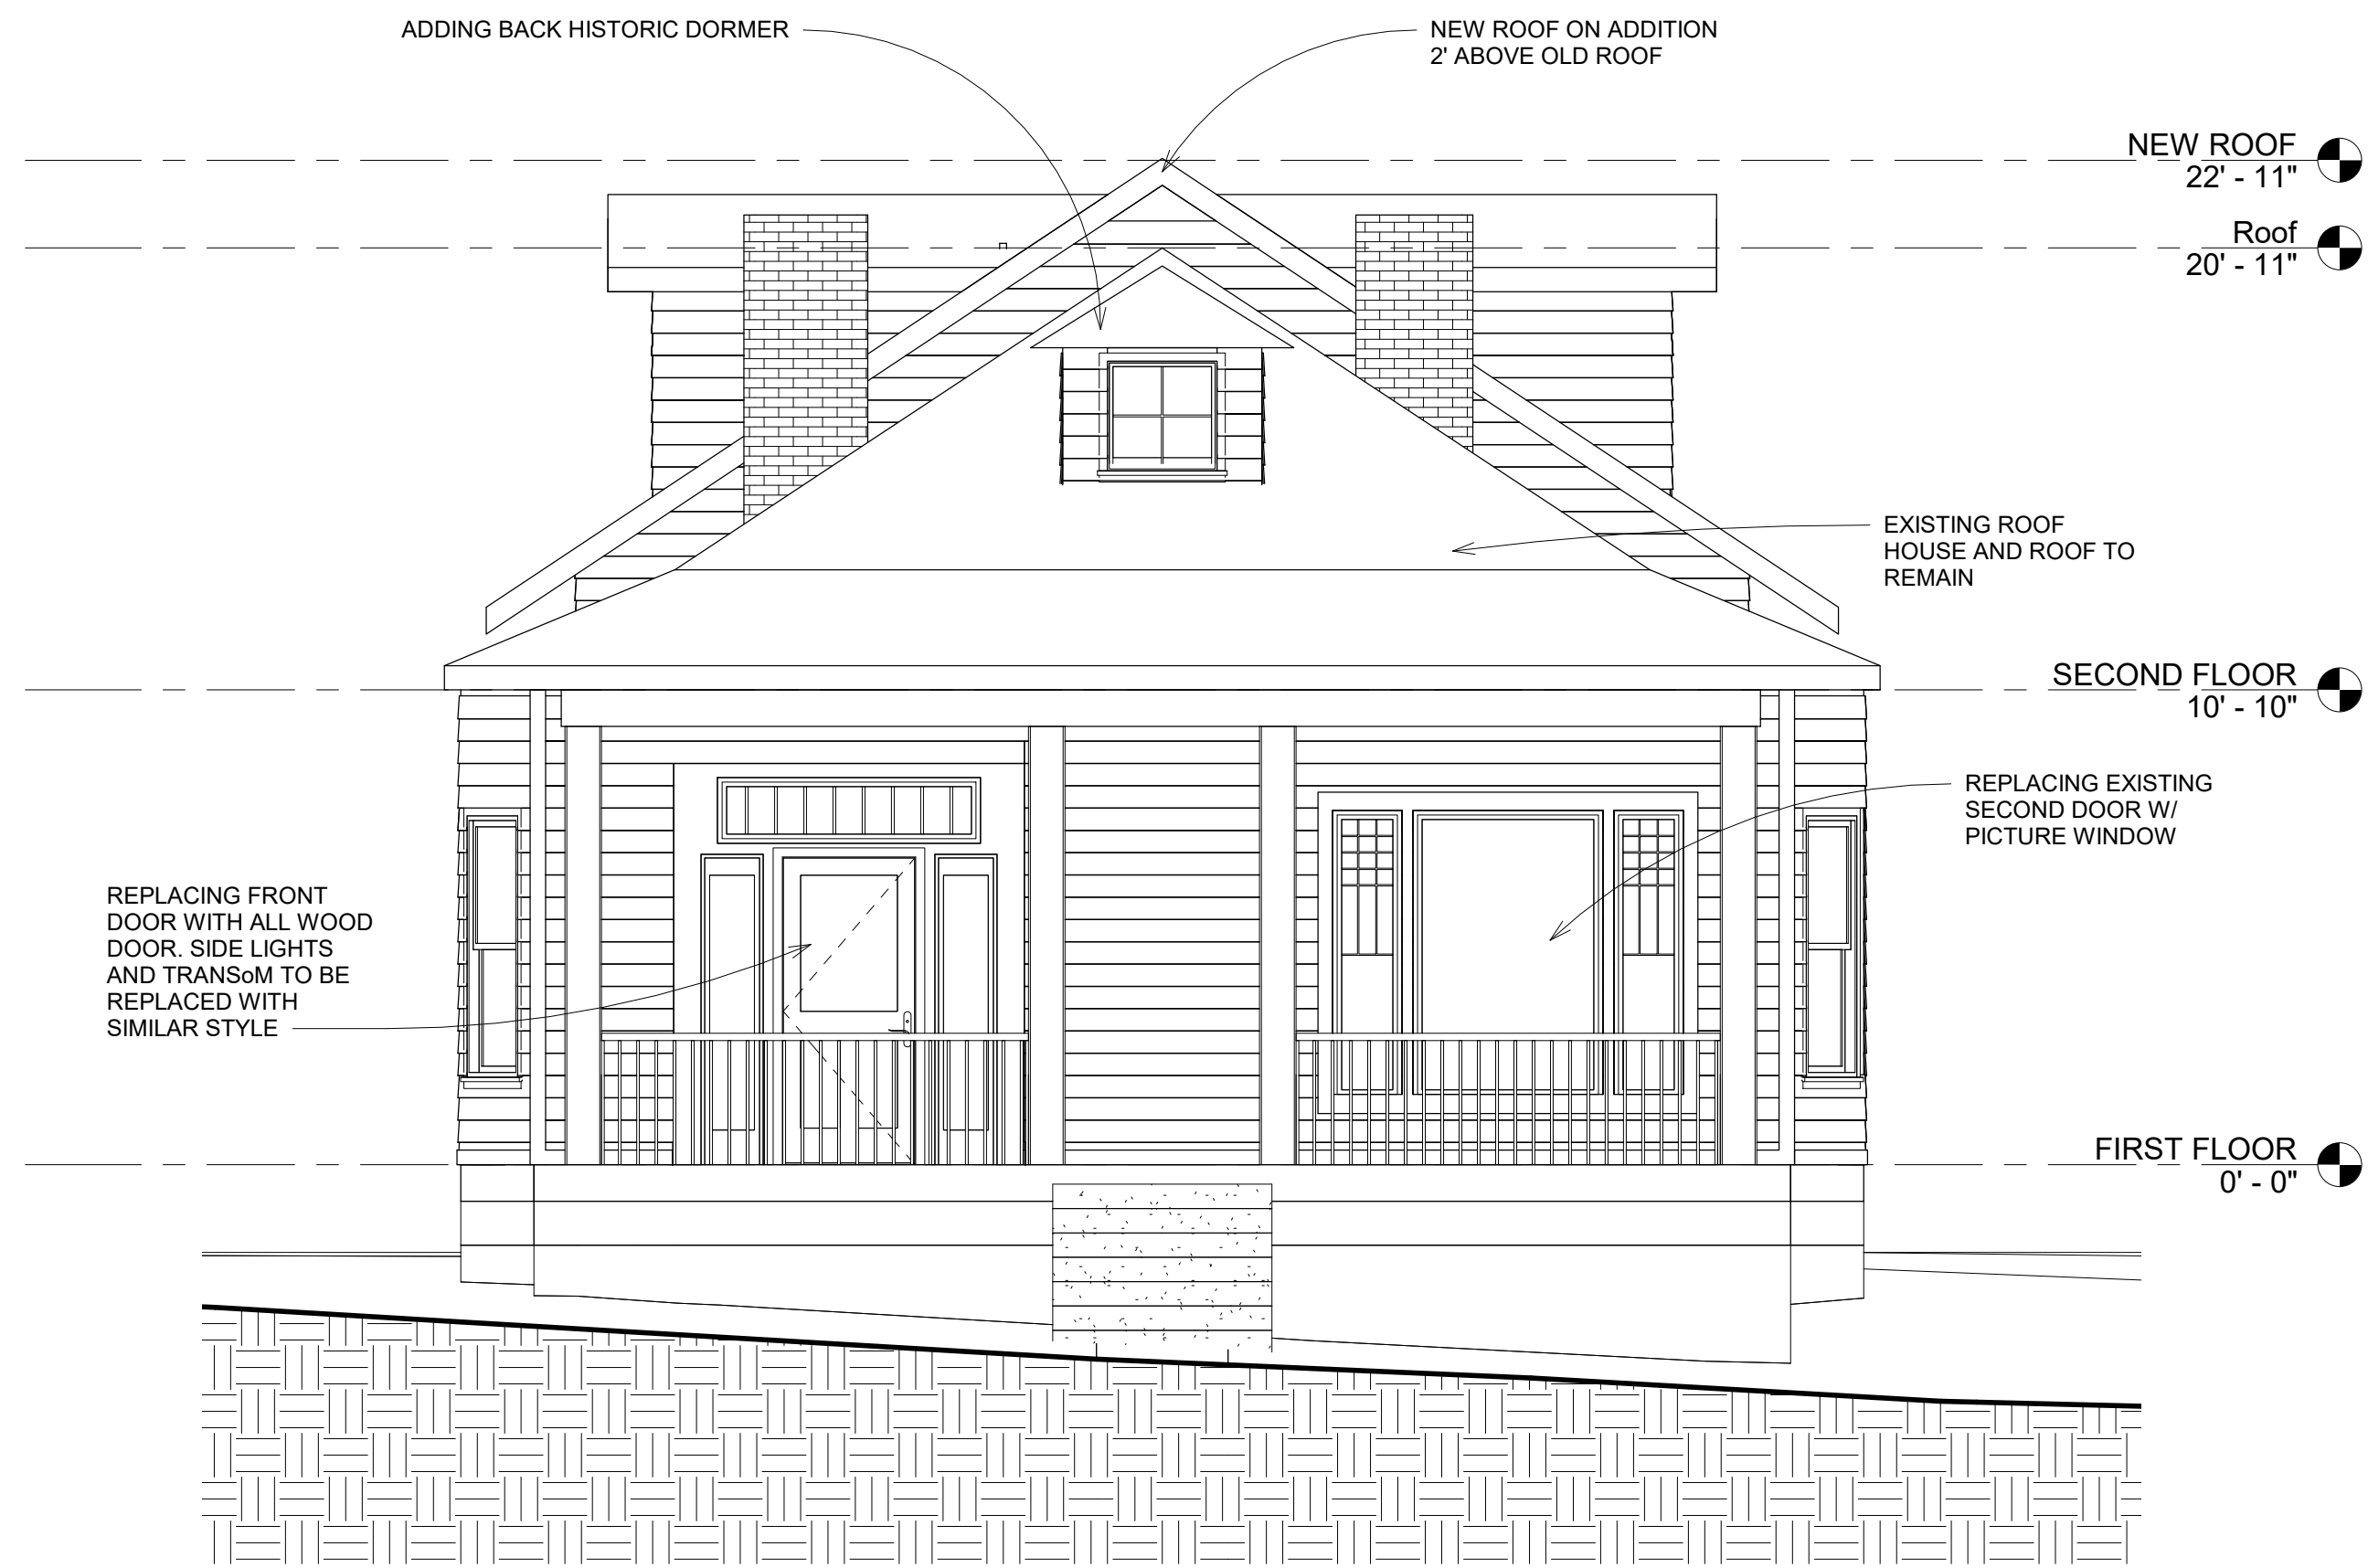 ADDING BACK HISTORIC DORMER
NEW ROOF ON ADDITION
2' ABOVE OLD ROOF
NEW ROOF
22' - 11"
Roof
20' - 11"
EXISTING ROOF
HOUSE AND ROOF TO
REMAIN
SECOND FLOOR
10' - 10"
REPLACING EXISTING
SECOND DOOR W/
PICTURE WINDOW
REPLACING FRONT
DOOR WITH ALL WOOD
DOOR. SIDE LIGHTS
AND TRANSoM TO BE
REPLACED WITH
SIMILAR STYLE
FIRST FLOOR
0' - 0"